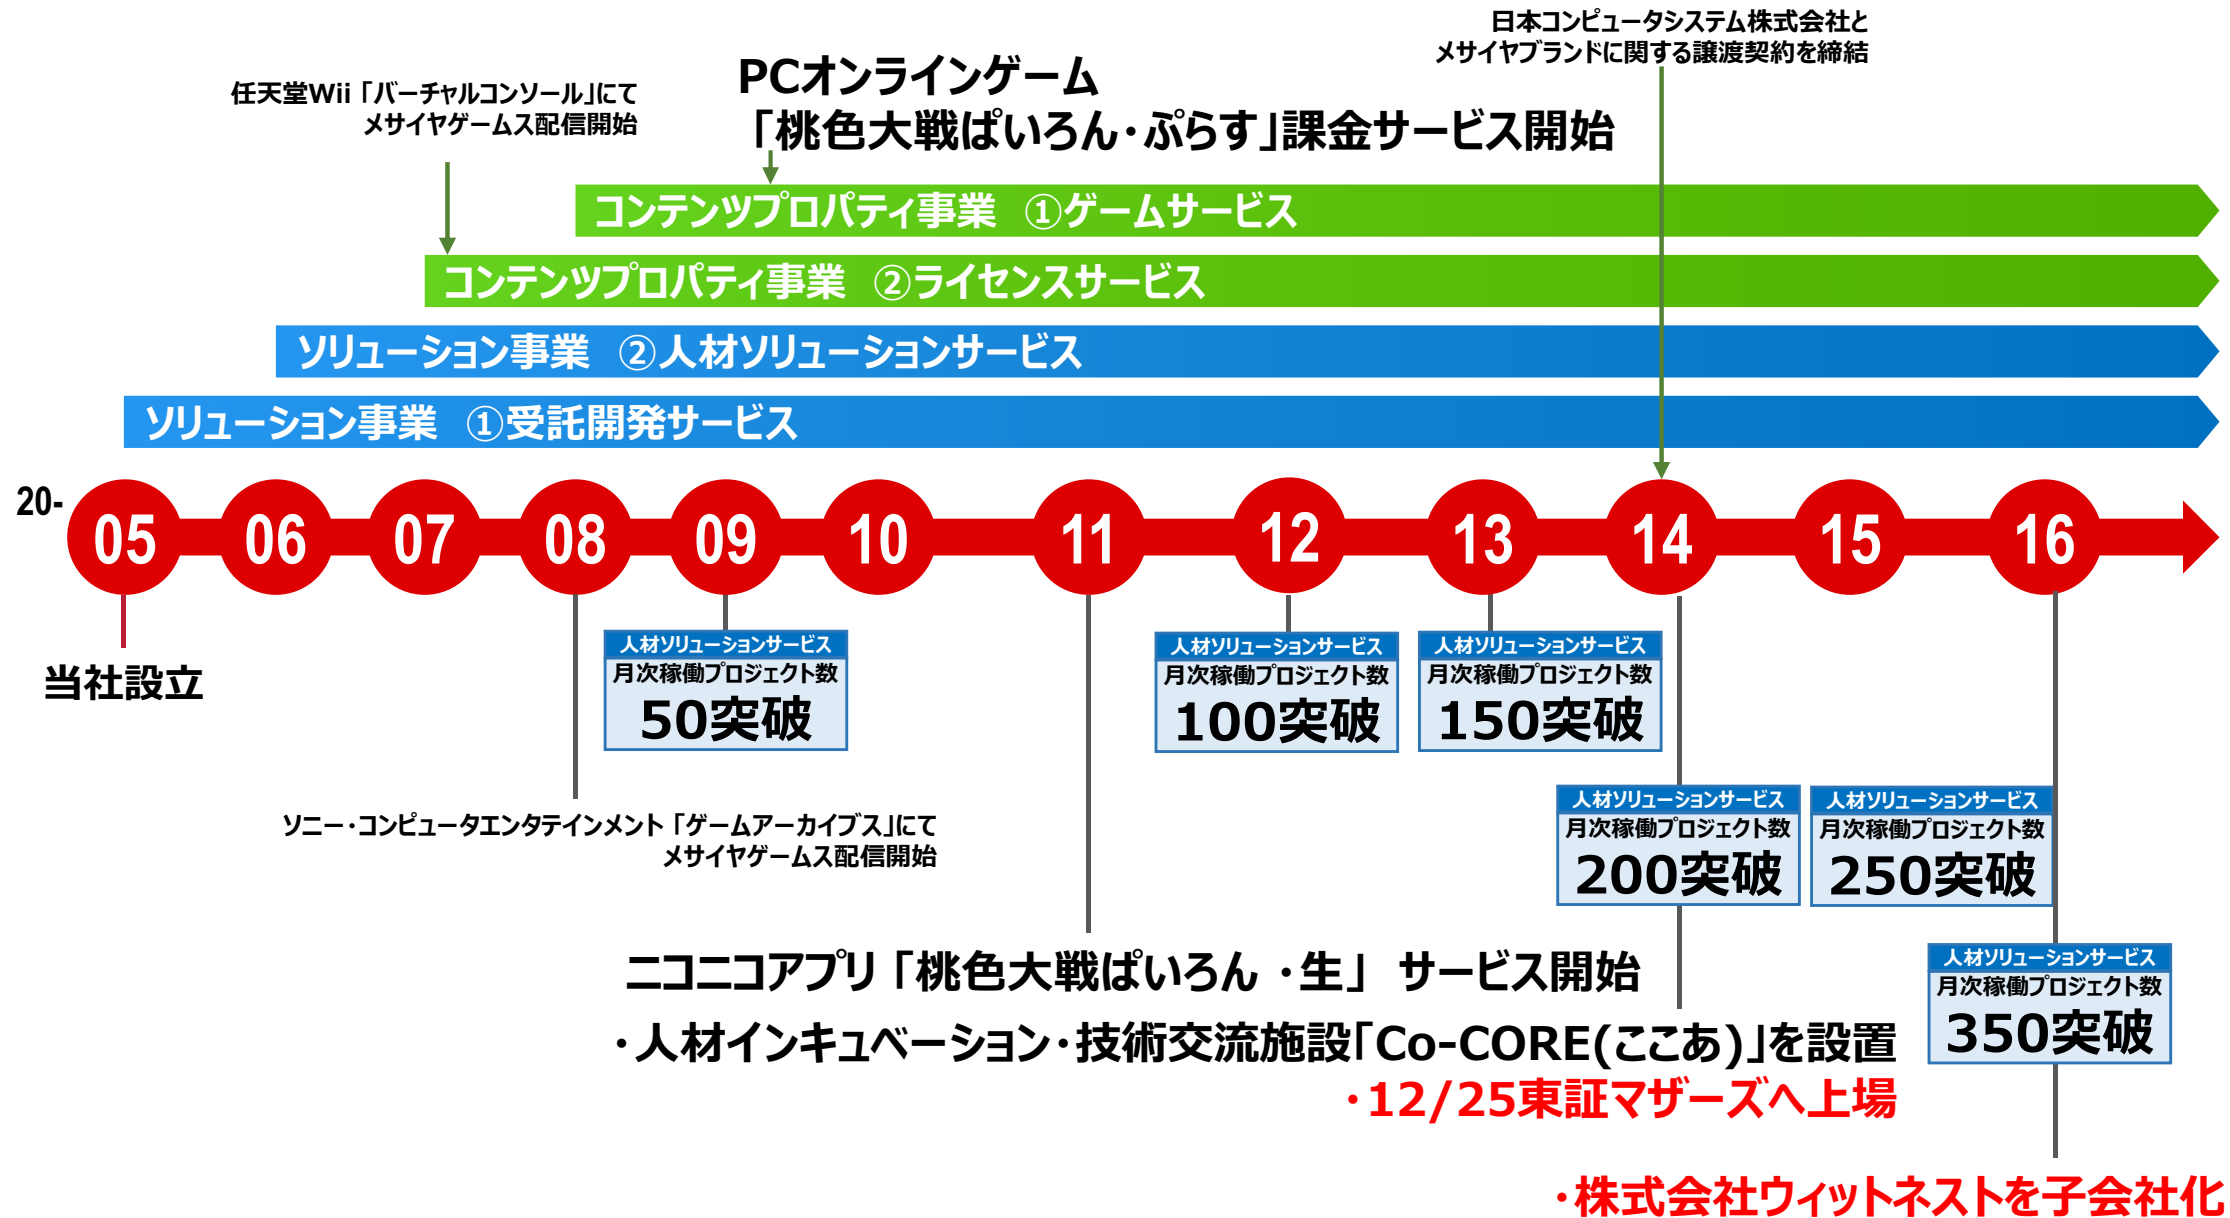 日本コンピュータシステム株式会社と
メサイヤブランドに関する譲渡契約を締結
PCオンラインゲーム
「桃色大戦ぱいろん・ぷらす」課金サービス開始
任天堂Wii「バーチャルコンソール」にて
メサイヤゲームス配信開始
コンテンツプロパティ事業　①ゲームサービス
コンテンツプロパティ事業　②ライセンスサービス
ソリューション事業　②人材ソリューションサービス
ソリューション事業　①受託開発サービス
20- 05 06 07 08 09 10 11 12 13 14 15 16
当社設立
人材ソリューションサービス
月次稼働プロジェクト数
50突破
人材ソリューションサービス
月次稼働プロジェクト数
100突破
人材ソリューションサービス
月次稼働プロジェクト数
150突破
ソニー・コンピュータエンタテインメント「ゲームアーカイブス」にて
メサイヤゲームス配信開始
人材ソリューションサービス
月次稼働プロジェクト数
200突破
人材ソリューションサービス
月次稼働プロジェクト数
250突破
ニコニコアプリ「桃色大戦ぱいろん・生」 サービス開始
人材ソリューションサービス
月次稼働プロジェクト数
350突破
・人材インキュベーション・技術交流施設「Co-CORE(ここあ)」を設置
・12/25東証マザーズへ上場
・株式会社ウィットネストを子会社化